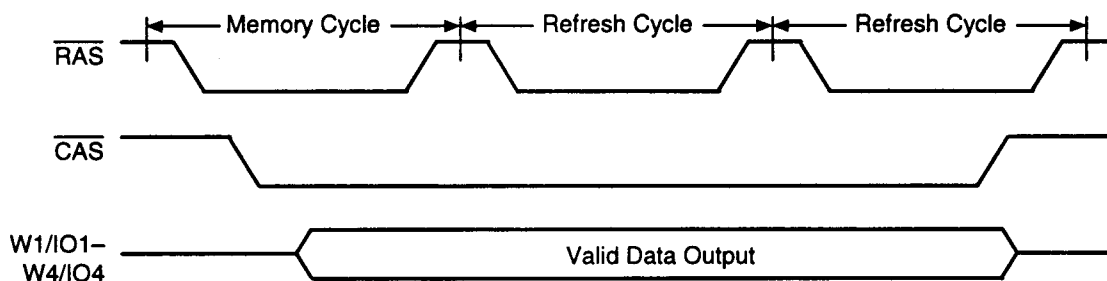 Memory Cycle Refresh Cycle Refresh Cycle
RAS
CAS
W1/IO1–
W4/IO4
Valid Data Output